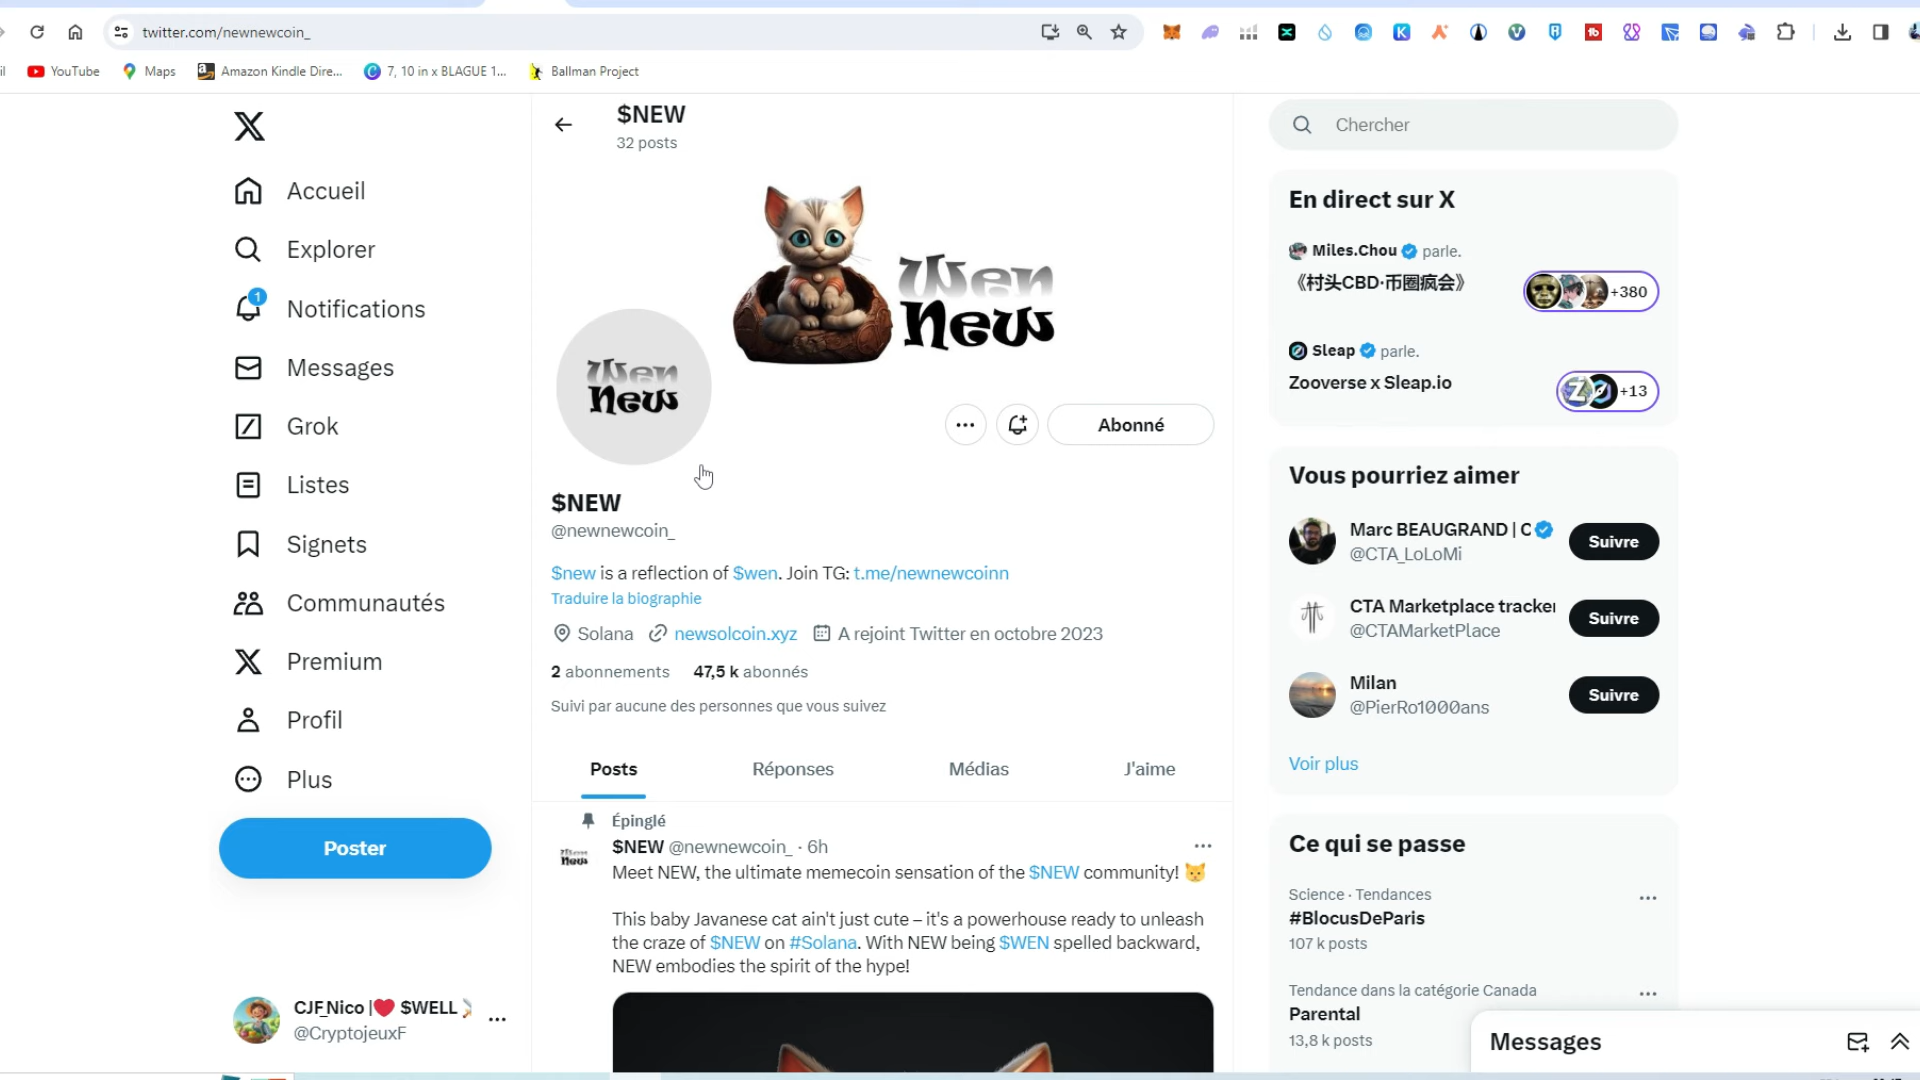 twitter.com/newnewcoin_
YouTube
Maps
Amazon Kindle Dire...
7, 10 in x BLAGUE 1...
Ballman Project
Accueil
Explorer
1
Notifications
Messages
Grok
Listes
Signets
Communautés
Premium
Profil
Plus
Poster
CJF_Nico |❤️ $WELL
@CryptojeuxF
$NEW
32 posts
Wen
New
Wen
New
Abonné
$NEW
@newnewcoin_
$new is a reflection of $wen. Join TG: t.me/newnewcoinn
Traduire la biographie
Solana newsolcoin.xyz A rejoint Twitter en octobre 2023
2 abonnements 47,5 k abonnés
Suivi par aucune des personnes que vous suivez
Posts Réponses Médias J'aime
Épinglé
$NEW @newnewcoin_ · 6h
Meet NEW, the ultimate memecoin sensation of the $NEW community! 🐱
This baby Javanese cat ain't just cute – it's a powerhouse ready to unleash
the craze of $NEW on #Solana. With NEW being $WEN spelled backward,
NEW embodies the spirit of the hype!
Chercher
En direct sur X
Miles.Chou parle.
《村头CBD·币圈疯会》
+380
Sleap parle.
Zooverse x Sleap.io
+13
Vous pourriez aimer
Marc BEAUGRAND | C
@CTA_LoLoMi
Suivre
CTA Marketplace tracker
@CTAMarketPlace
Suivre
Milan
@PierRo1000ans
Suivre
Voir plus
Ce qui se passe
Science · Tendances
#BlocusDeParis
107 k posts
Tendance dans la catégorie Canada
Parental
13,8 k posts
Messages